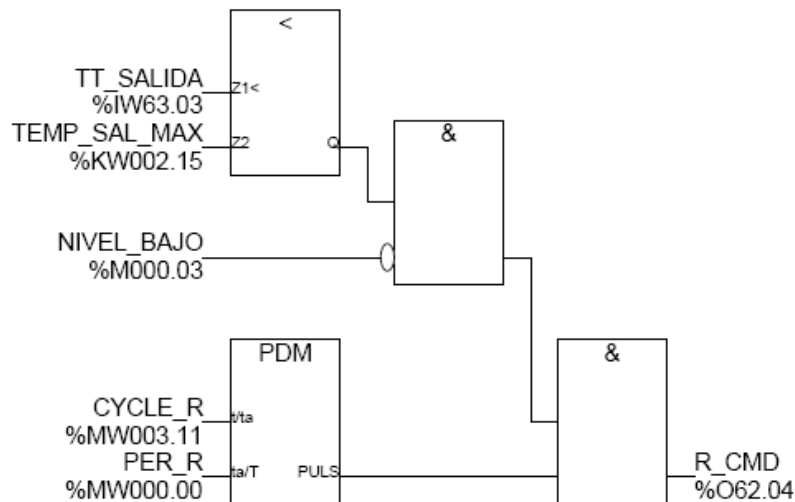 <
TT_SALIDA
%IW63.03
Z1<
TEMP_SAL_MAX
%KW002.15
Z2
Q
&
NIVEL_BAJO
%M000.03
PDM
&
CYCLE_R
%MW003.11
t/ta
PER_R
%MW000.00
ta/T
PULS
R_CMD
%O62.04